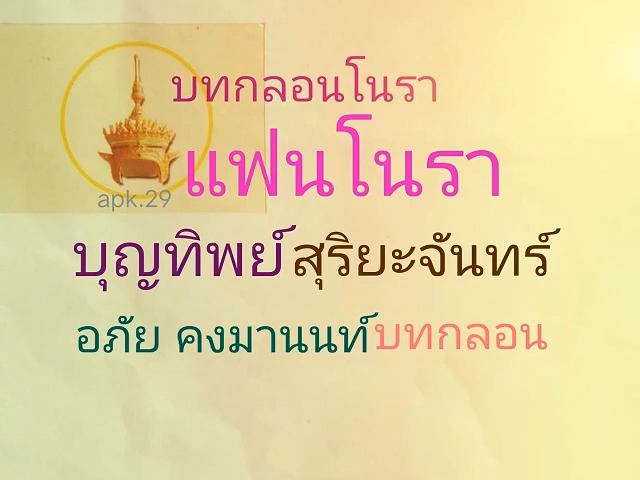 บทกลอนโนรา
แฟนโนรา
apk.29
บุญทิพย์สุริยะจันทร์
อภัย คงมานนท์บทกลอน